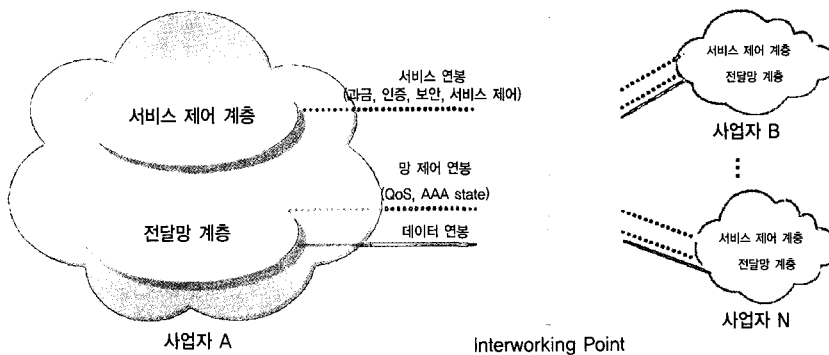 서비스 제어 계층
전달망 계층
사업자 A
서비스 연봉
(과금, 인증, 보안, 서비스 제어)
망 제어 연봉
(QoS, AAA state)
데이터 연봉
Interworking Point
서비스 제어 계층
전달망 계층
사업자 B
서비스 제어 계층
전달망 계층
사업자 N